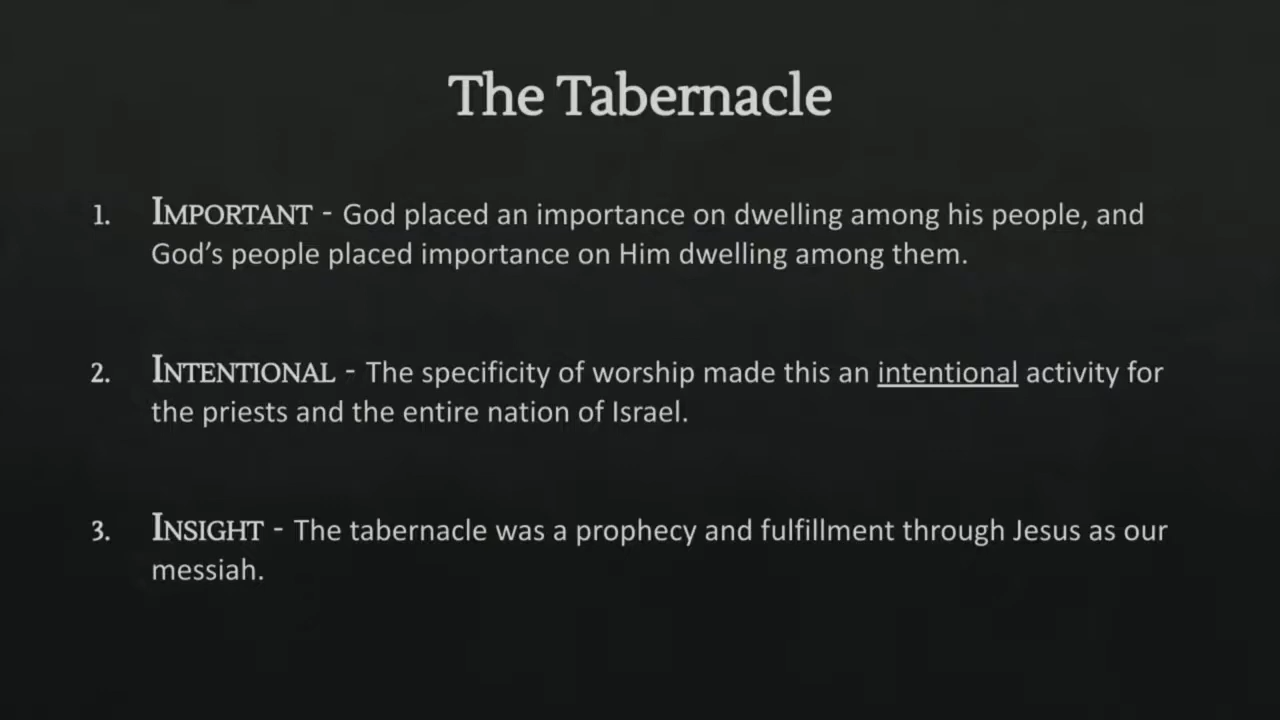 The Tabernacle
1. IMPORTANT - God placed an importance on dwelling among his people, and
God’s people placed importance on Him dwelling among them.
2. INTENTIONAL - The specificity of worship made this an intentional activity for
the priests and the entire nation of Israel.
3. INSIGHT - The tabernacle was a prophecy and fulfillment through Jesus as our
messiah.